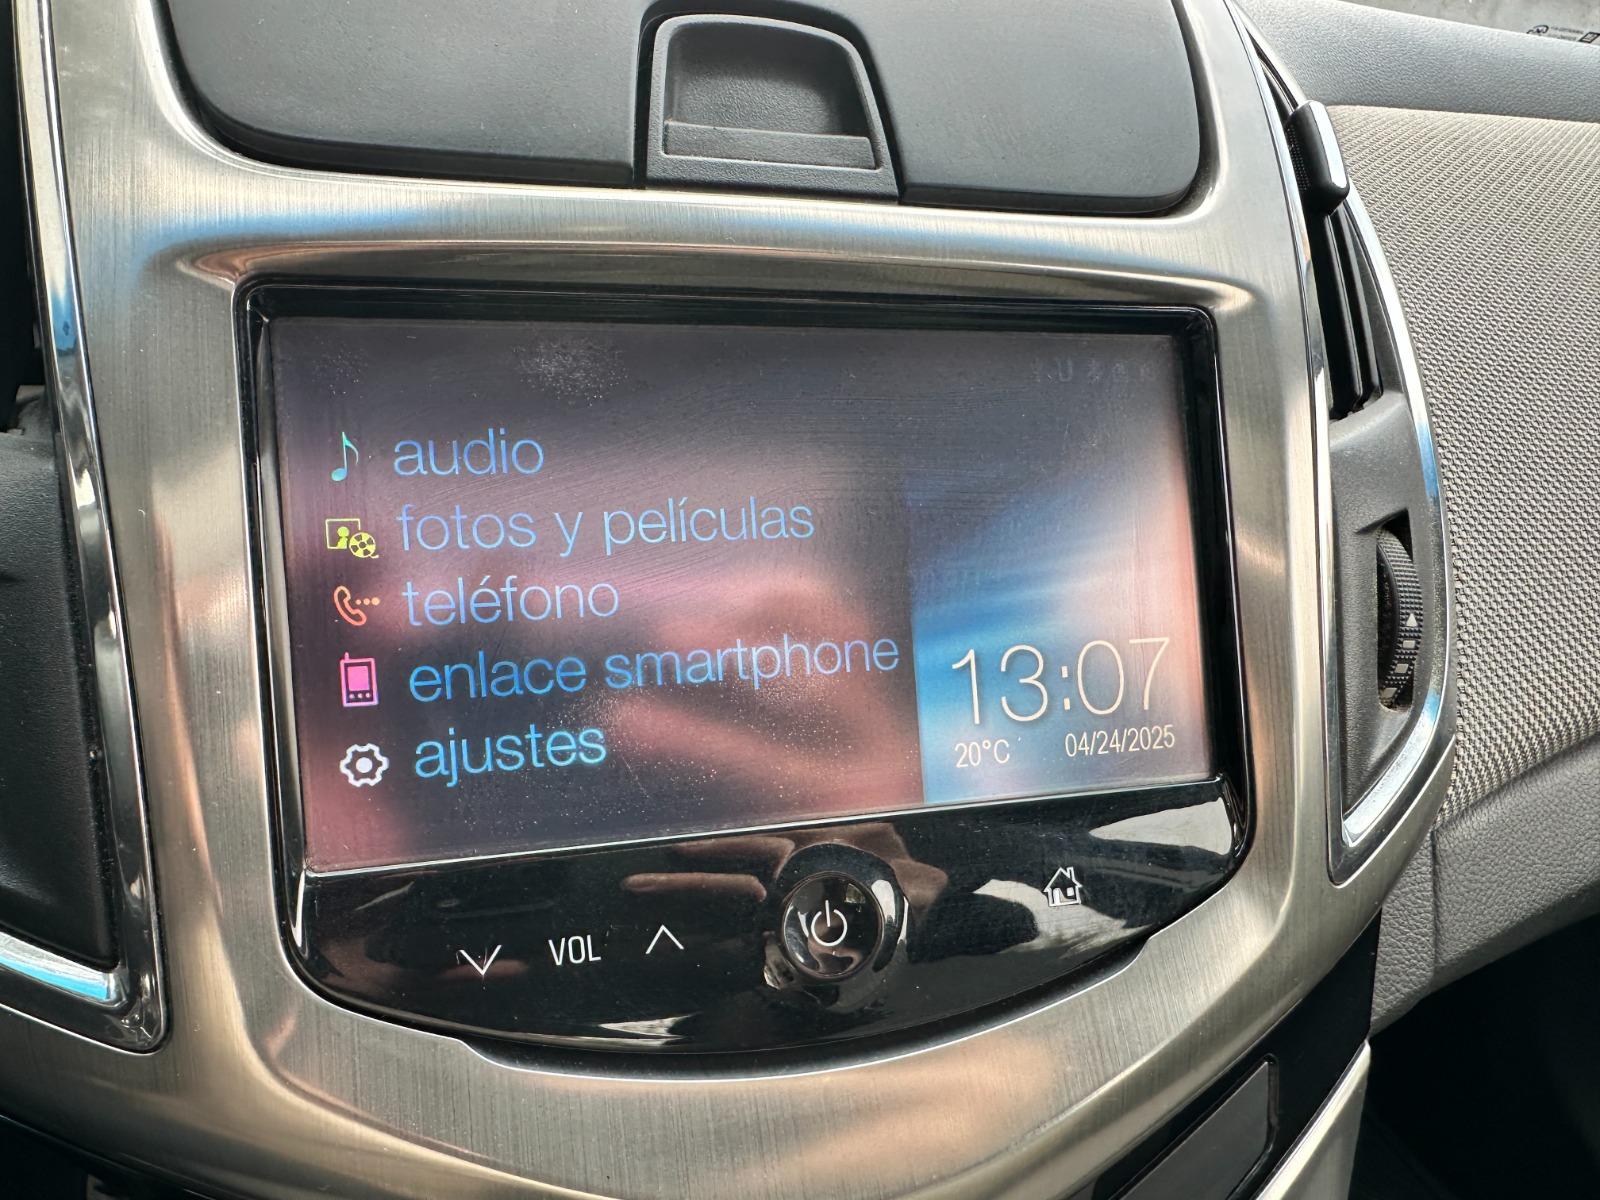 audio
fotos y películas
teléfono
enlace smartphone
ajustes
13:07
20°C 04/24/2025
VOL